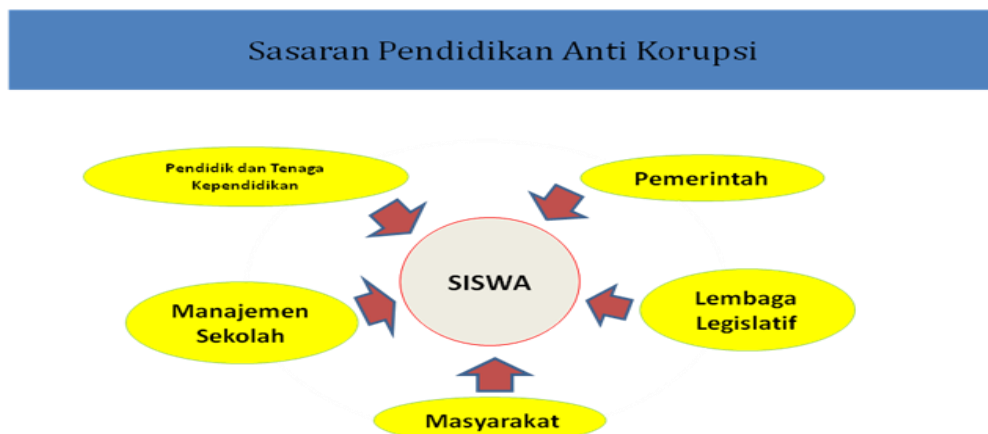 Sasaran Pendidikan Anti Korupsi
Pendidik dan Tenaga
Kependidikan
Pemerintah
SISWA
Manajemen
Sekolah
Lembaga
Legislatif
Masyarakat